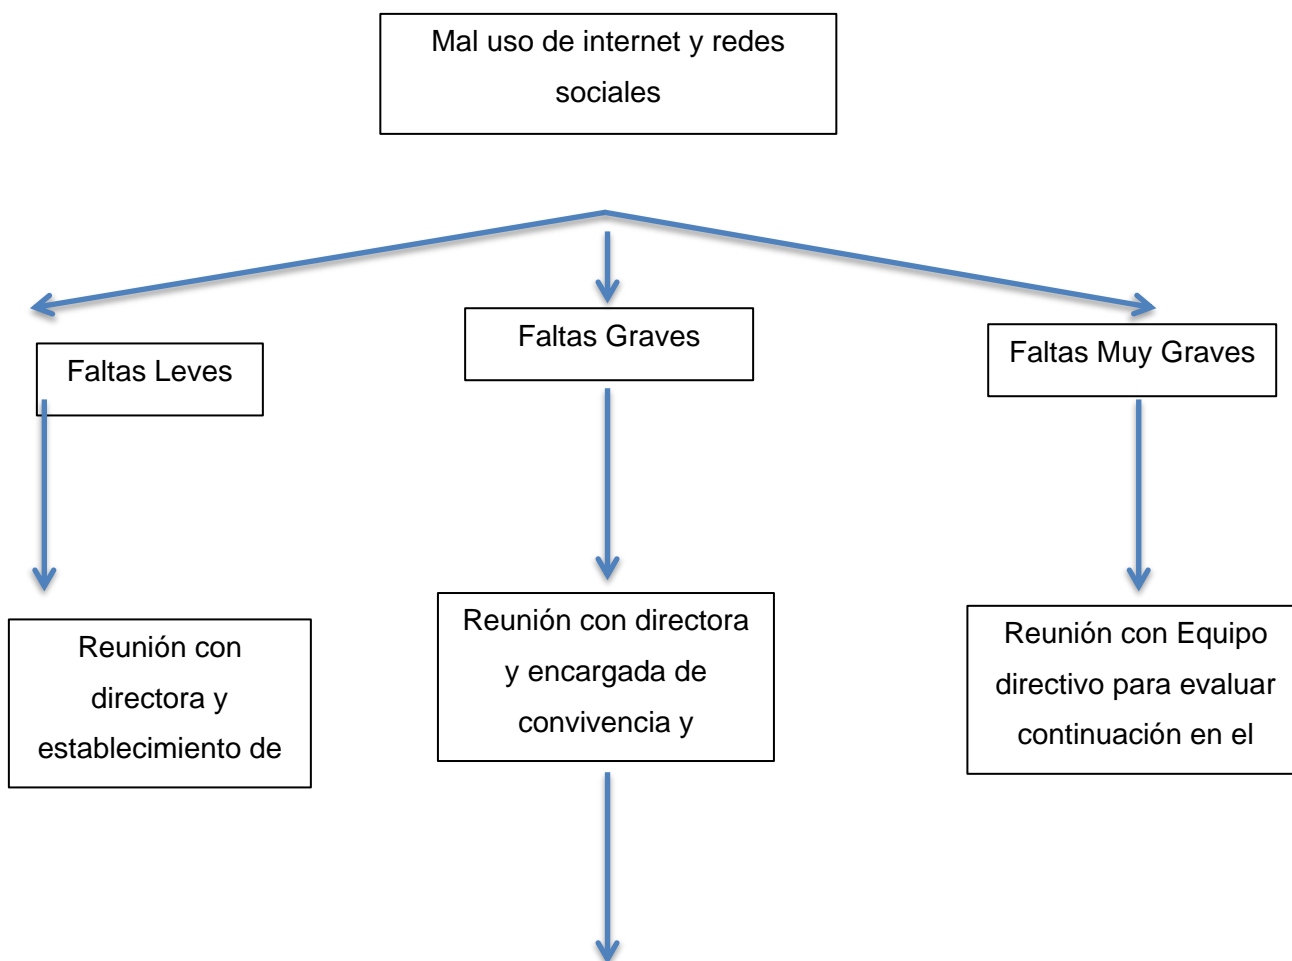 Mal uso de internet y redes
sociales
Faltas Leves
Faltas Graves
Faltas Muy Graves
Reunión con
directora y
establecimiento de
Reunión con directora
y encargada de
convivencia y
Reunión con Equipo
directivo para evaluar
continuación en el